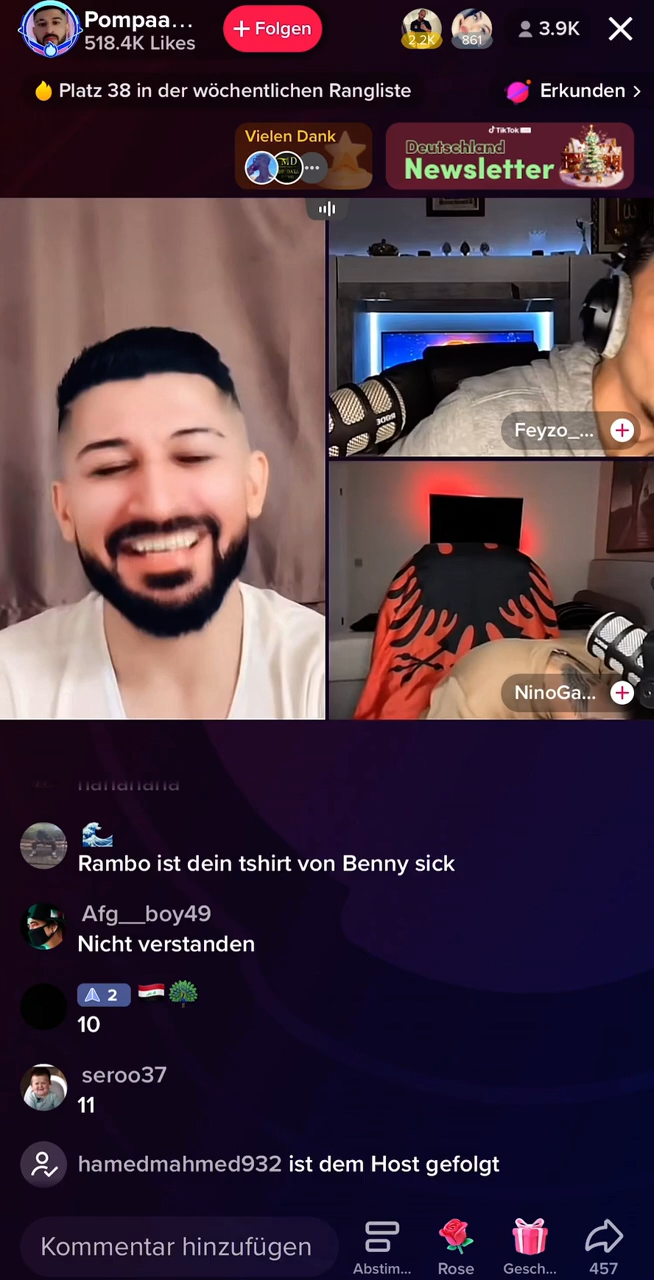 Pompaa...
518.4K Likes
+ Folgen
2.2K
861
3.9K
Platz 38 in der wöchentlichen Rangliste
Erkunden >
Vielen Dank
TikTok
Deutschland
Newsletter
RODE
Feyzo_...
NinoGa...
hahahaha
Rambo ist dein tshirt von Benny sick
Afg__boy49
Nicht verstanden
2
10
seroo37
11
hamedmahmed932 ist dem Host gefolgt
Kommentar hinzufügen
Abstim...
Rose
Gesch...
457